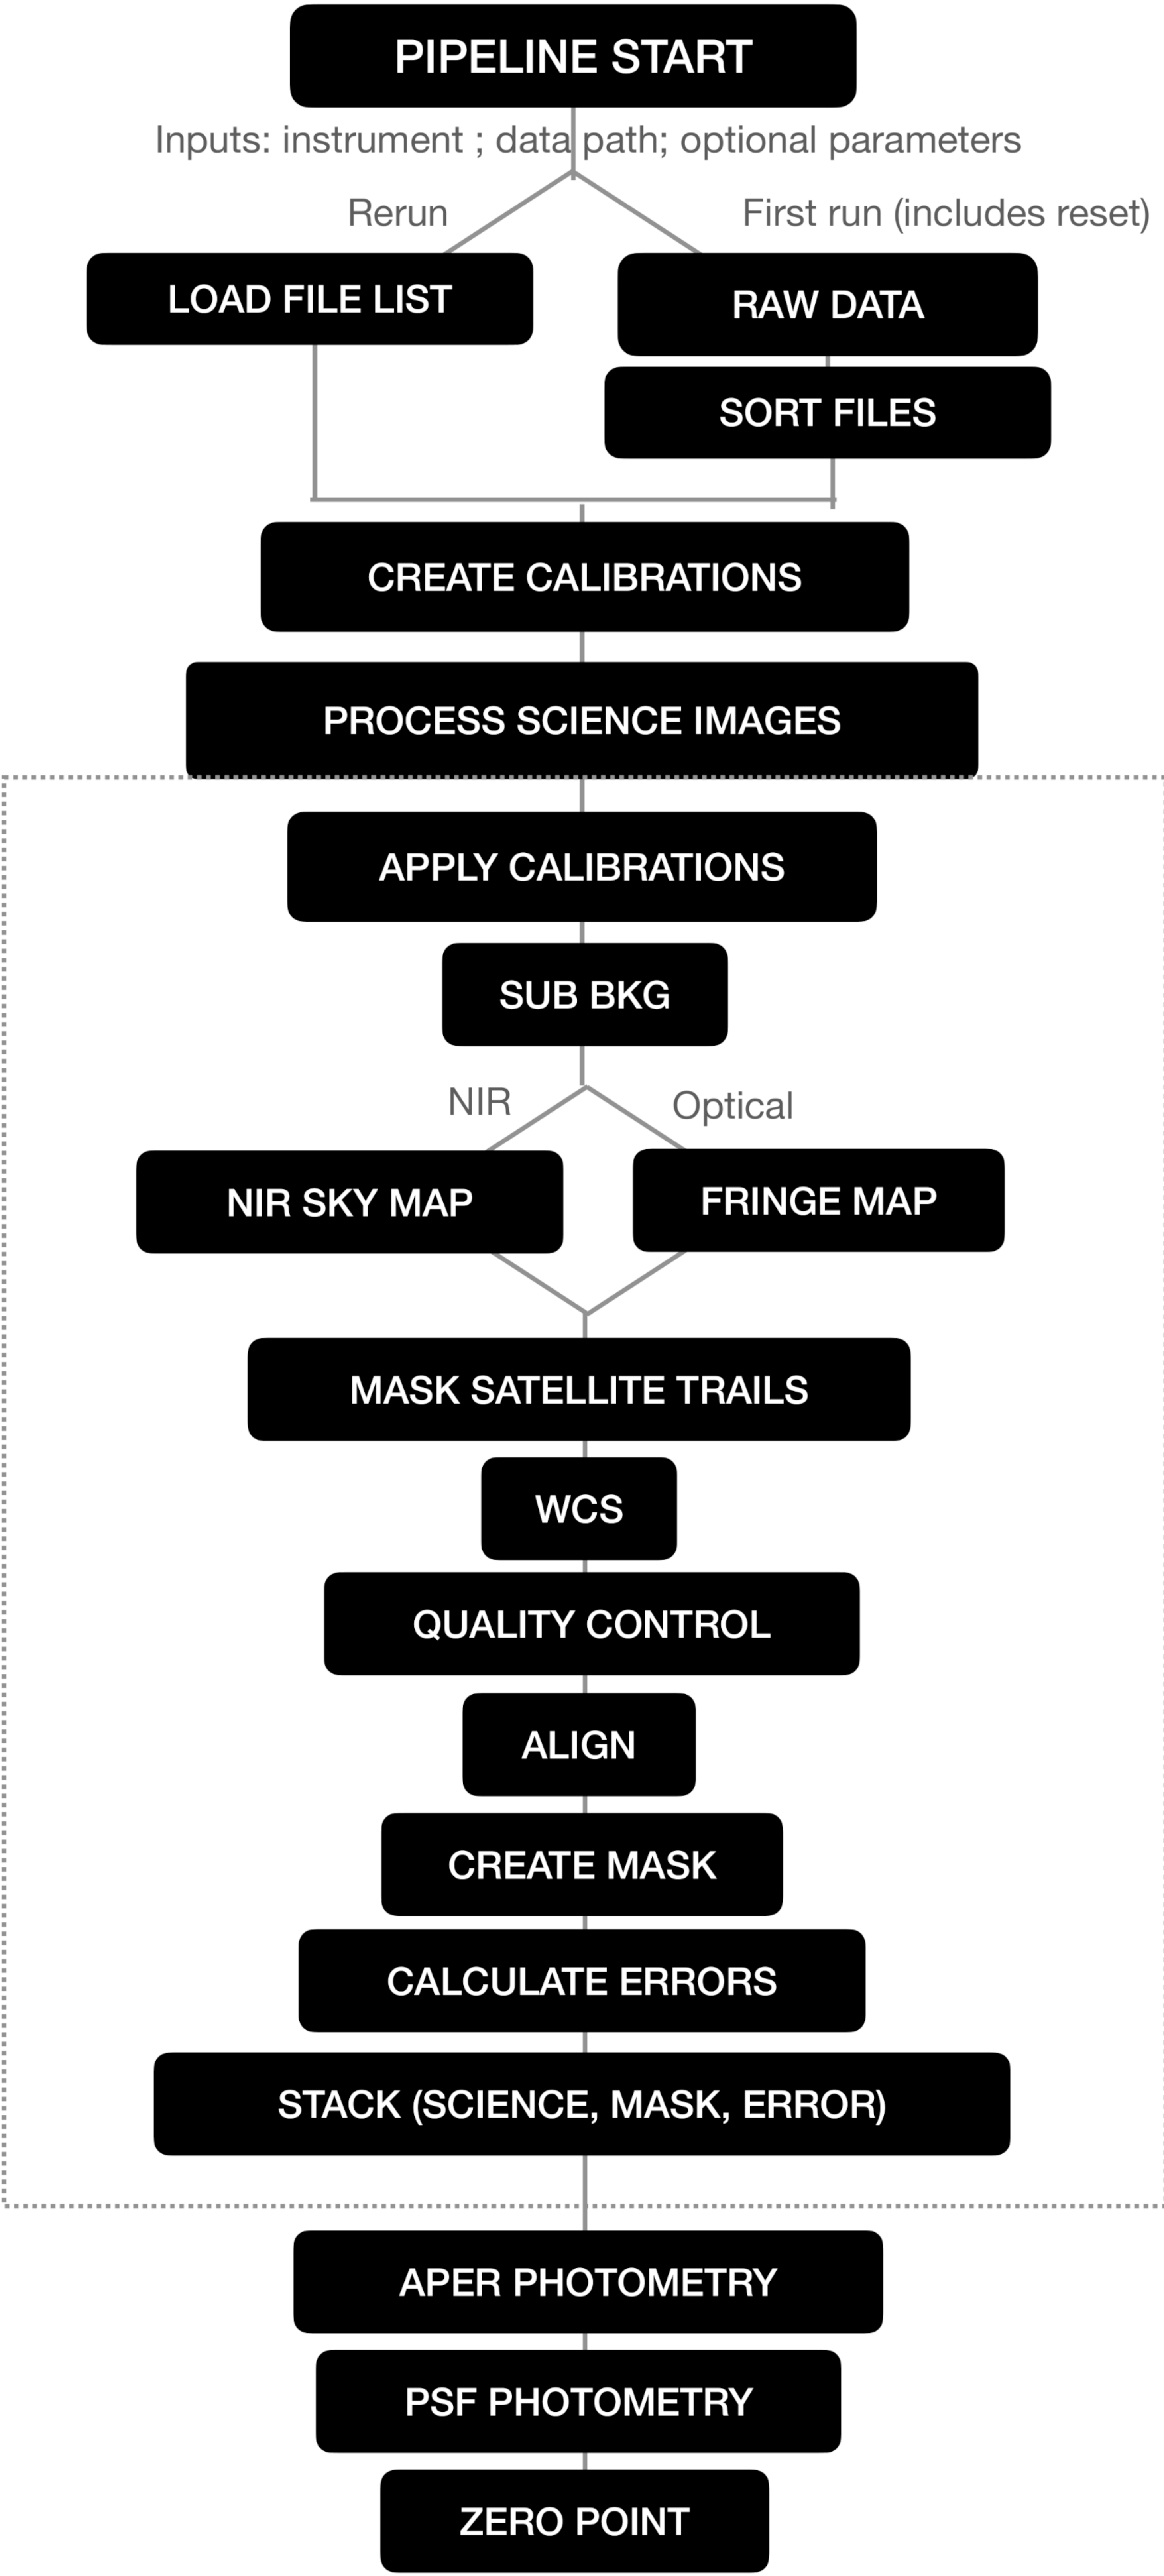 PIPELINE START
Inputs: instrument ; data path; optional parameters
Rerun
First run (includes reset)
LOAD FILE LIST
RAW DATA
SORT FILES
CREATE CALIBRATIONS
PROCESS SCIENCE IMAGES
APPLY CALIBRATIONS
SUB BKG
NIR
Optical
NIR SKY MAP
FRINGE MAP
MASK SATELLITE TRAILS
WCS
QUALITY CONTROL
ALIGN
CREATE MASK
CALCULATE ERRORS
STACK (SCIENCE, MASK, ERROR)
APER PHOTOMETRY
PSF PHOTOMETRY
ZERO POINT